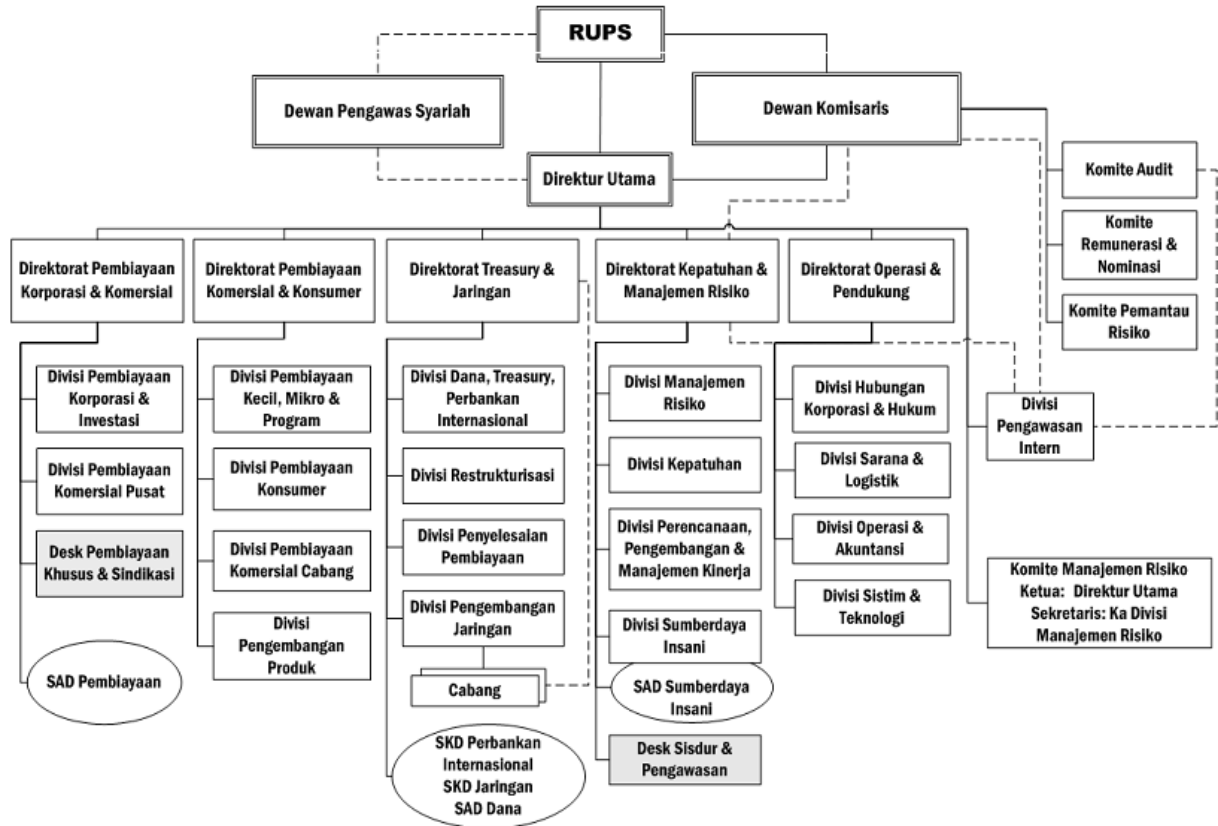 RUPS
Dewan Pengawas Syariah
Dewan Komisaris
Direktur Utama
Komite Audit
Komite
Remunerasi &
Nominasi
Komite Pemantau
Risiko
Direktorat Pembiayaan
Korporasi & Komersial
Direktorat Pembiayaan
Komersial & Konsumer
Direktorat Treasury &
Jaringan
Direktorat Kepatuhan &
Manajemen Risiko
Direktorat Operasi &
Pendukung
Divisi Pembiayaan
Korporasi &
Investasi
Divisi Pembiayaan
Komersial Pusat
Desk Pembiayaan
Khusus & Sindikasi
SAD Pembiayaan
Divisi Pembiayaan
Kecil, Mikro &
Program
Divisi Pembiayaan
Konsumer
Divisi Pembiayaan
Komersial Cabang
Divisi
Pengembangan
Produk
Divisi Dana, Treasury,
Perbankan
Internasional
Divisi Restrukturisasi
Divisi Penyelesaian
Pembiayaan
Divisi Pengembangan
Jaringan
Cabang
SKD Perbankan
Internasional
SKD Jaringan
SAD Dana
Divisi Manajemen
Risiko
Divisi Kepatuhan
Divisi Perencanaan,
Pengembangan &
Manajemen Kinerja
Divisi Sumberdaya
Insani
SAD Sumberdaya
Insani
Desk Sisdur &
Pengawasan
Divisi Hubungan
Korporasi & Hukum
Divisi Sarana &
Logistik
Divisi Operasi &
Akuntansi
Divisi Sistim &
Teknologi
Divisi
Pengawasan
Intern
Komite Manajemen Risiko
Ketua: Direktur Utama
Sekretaris: Ka Divisi
Manajemen Risiko